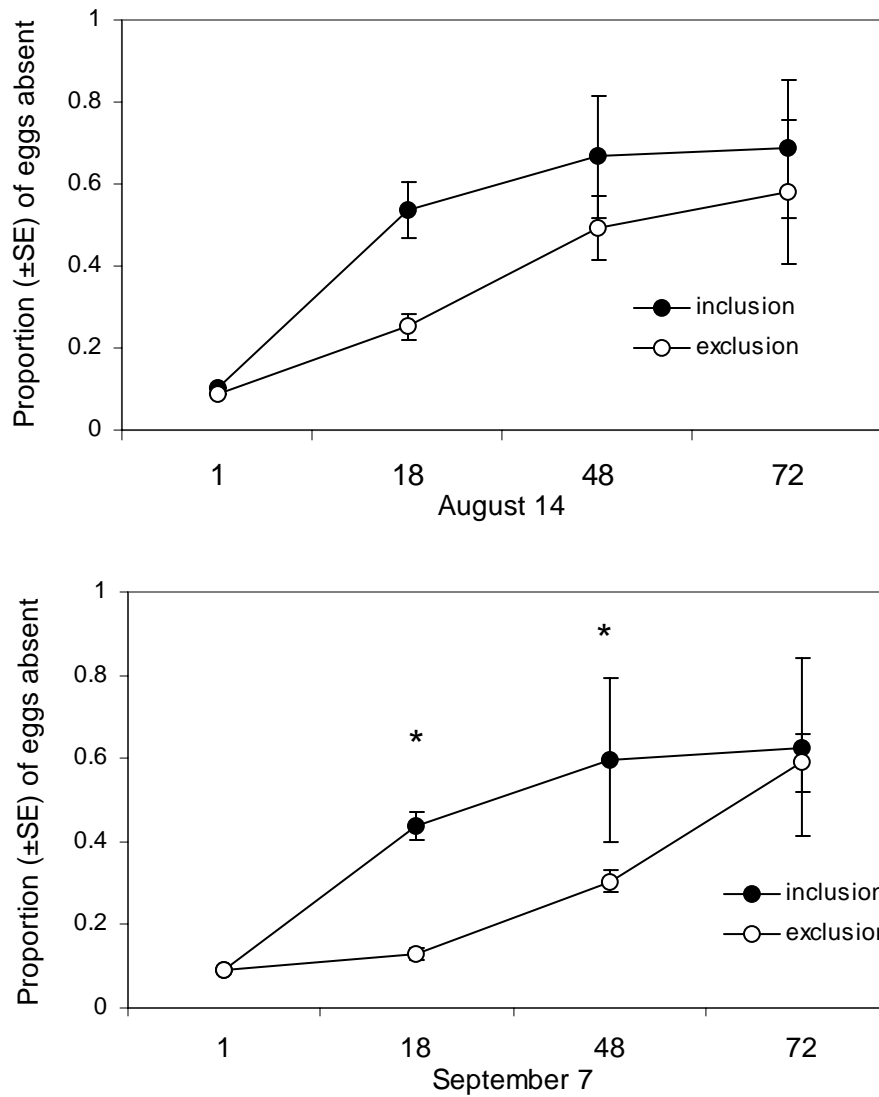 Proportion (±SE) of eggs absent
1
0.8
0.6
0.4
0.2
0
inclusion
exclusion
1 18 48 72
August 14
Proportion (±SE) of eggs absent
1
0.8
0.6
0.4
0.2
0
*
*
inclusion
exclusion
1 18 48 72
September 7